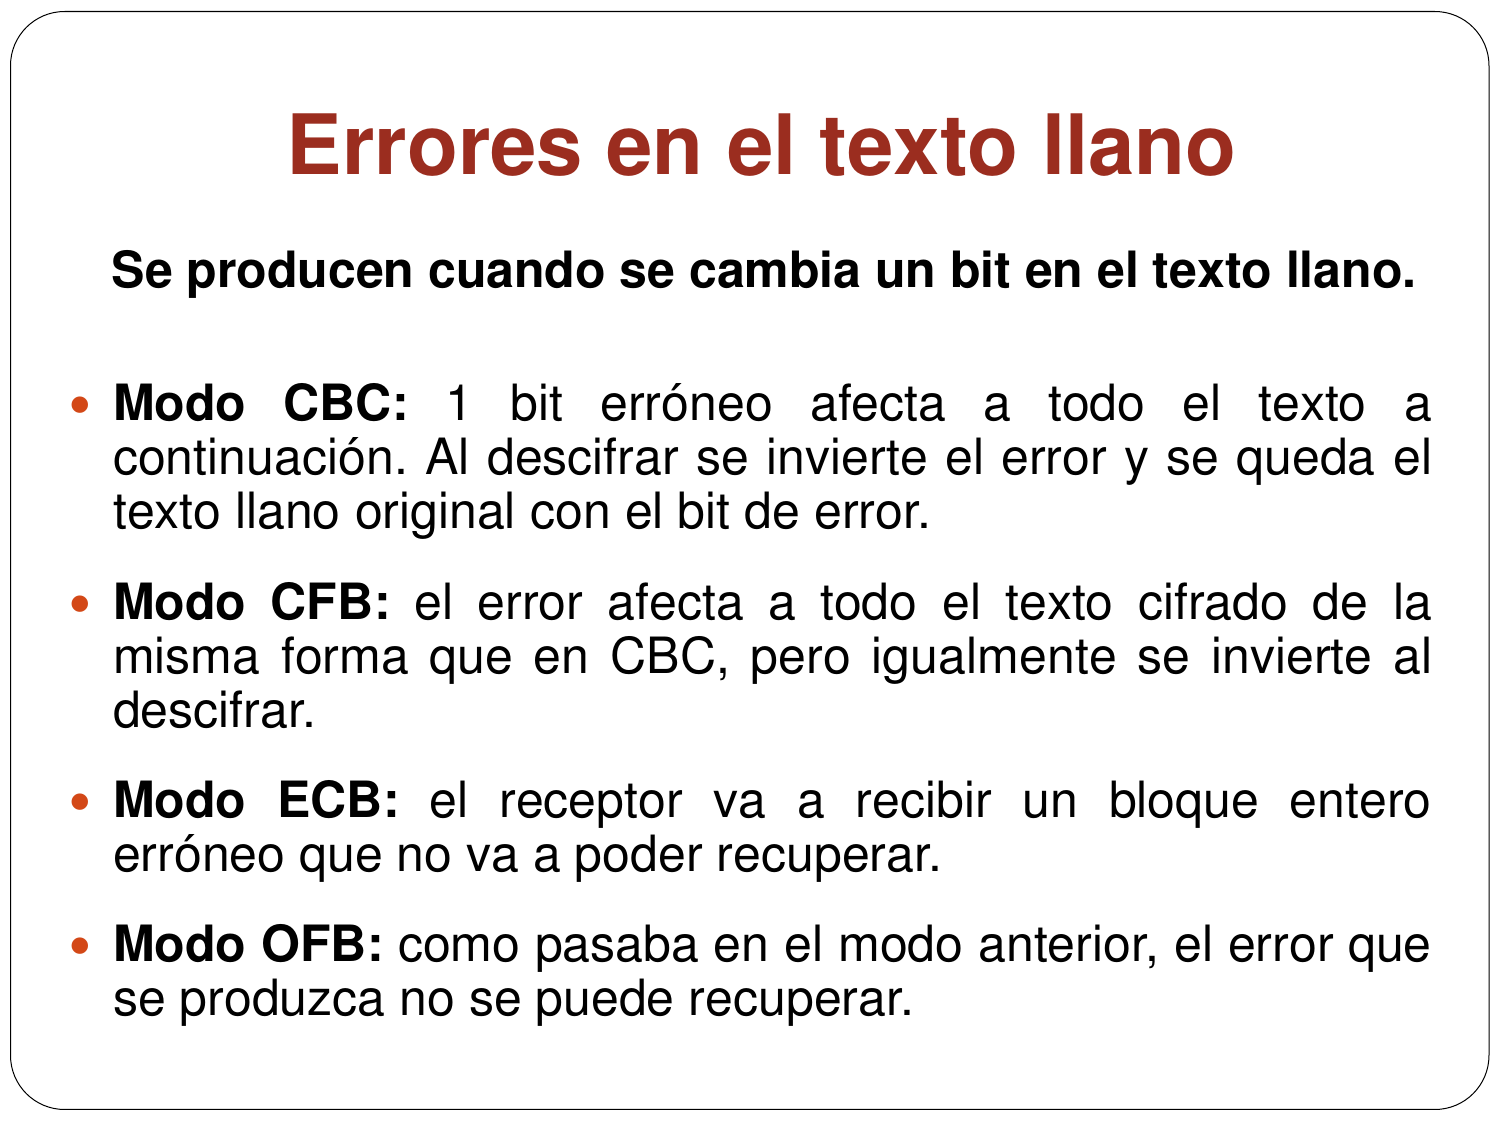 Errores en el texto llano
Se producen cuando se cambia un bit en el texto llano.
• Modo CBC: 1 bit erróneo afecta a todo el texto a
continuación. Al descifrar se invierte el error y se queda el
texto llano original con el bit de error.
• Modo CFB: el error afecta a todo el texto cifrado de la
misma forma que en CBC, pero igualmente se invierte al
descifrar.
• Modo ECB: el receptor va a recibir un bloque entero
erróneo que no va a poder recuperar.
• Modo OFB: como pasaba en el modo anterior, el error que
se produzca no se puede recuperar.